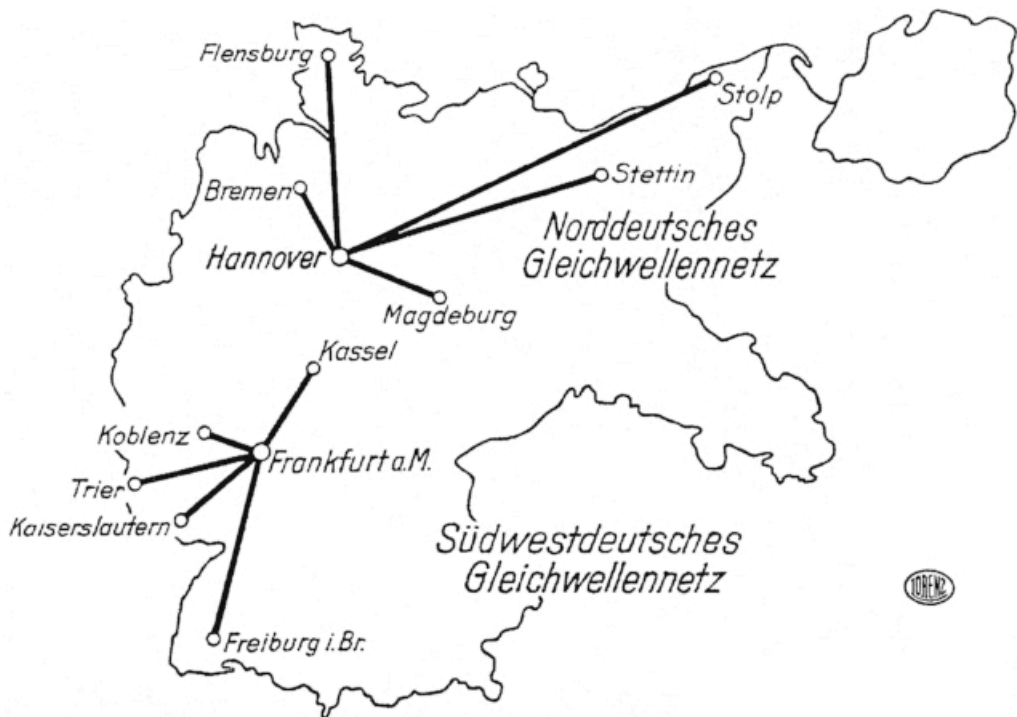 Flensburg
Stolp
Stettin
Bremen
Norddeutsches
Gleichwellennetz
Hannover
Magdeburg
Kassel
Koblenz
Frankfurt a.M.
Trier
Kaiserslautern
Südwestdeutsches
Gleichwellennetz
LORENZ
Freiburg i. Br.